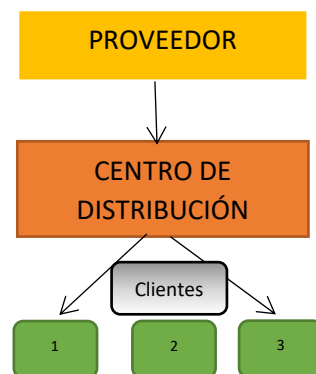 PROVEEDOR
CENTRO DE
DISTRIBUCIÓN
Clientes
1 2 3